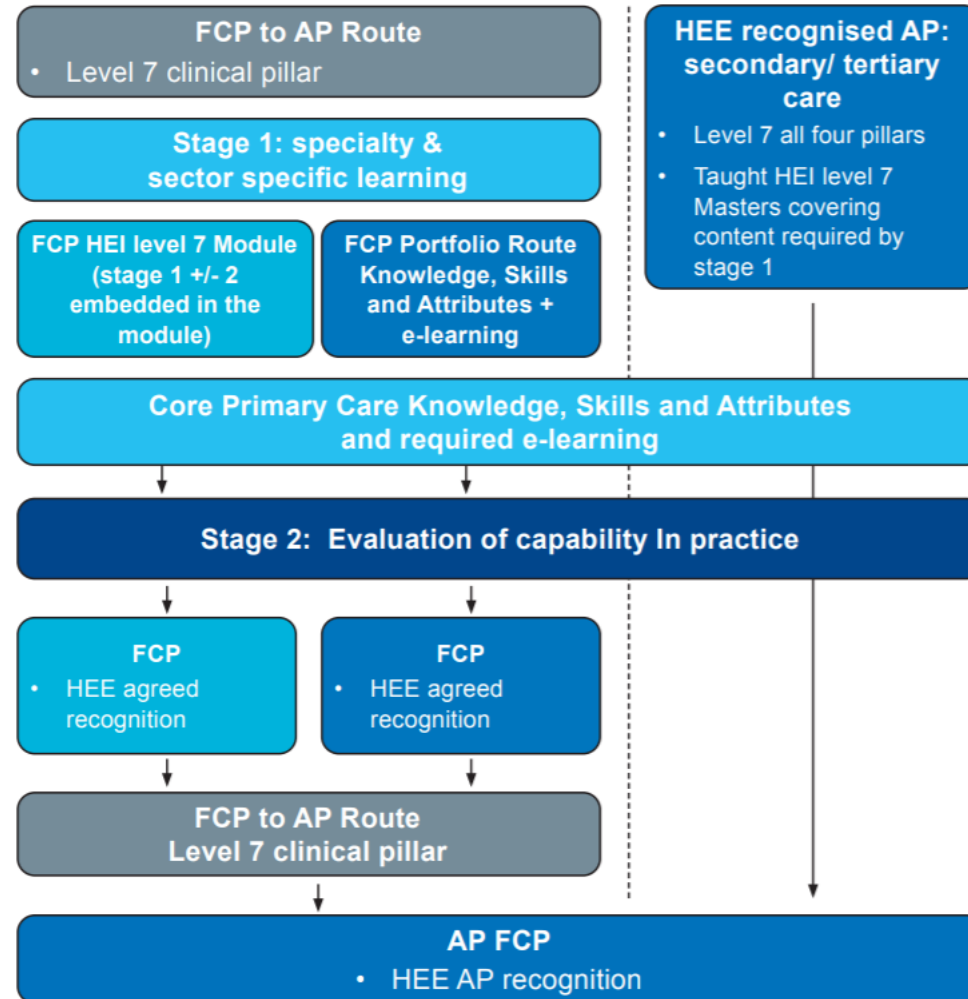 FCP to AP Route
• Level 7 clinical pillar
HEE recognised AP:
secondary/ tertiary
care
• Level 7 all four pillars
• Taught HEI level 7
Masters covering
content required by
stage 1
Stage 1: specialty &
sector specific learning
FCP HEI level 7 Module
(stage 1 +/- 2
embedded in the
module)
FCP Portfolio Route
Knowledge, Skills
and Attributes +
e-learning
Core Primary Care Knowledge, Skills and Attributes
and required e-learning
Stage 2: Evaluation of capability In practice
FCP
• HEE agreed
recognition
FCP
• HEE agreed
recognition
FCP to AP Route
Level 7 clinical pillar
AP FCP
• HEE AP recognition